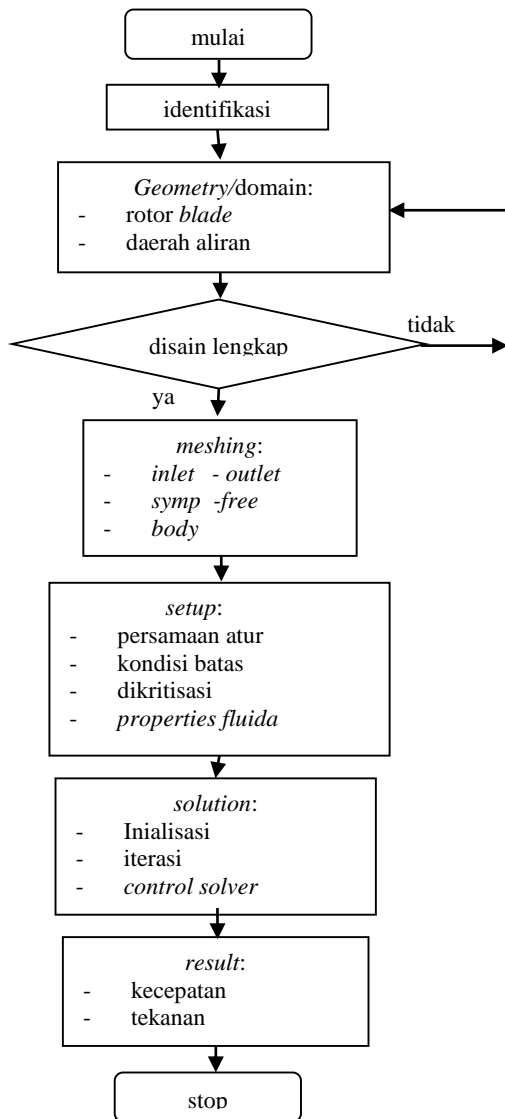 mulai
identifikasi
Geometry/domain:
- rotor blade
- daerah aliran
tidak
disain lengkap
ya
meshing:
- inlet - outlet
- symp -free
- body
setup:
- persamaan atur
- kondisi batas
- dikritisasi
- properties fluida
solution:
- Inialisasi
- iterasi
- control solver
result:
- kecepatan
- tekanan
stop